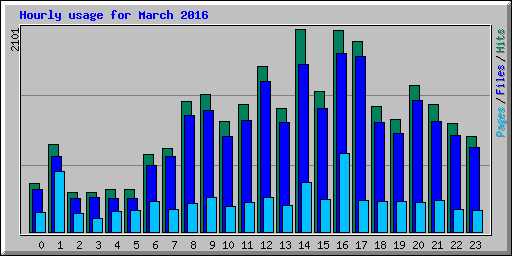 Hourly usage for March 2016
2101
Pages / Files / Hits
0 1 2 3 4 5 6 7 8 9 10 11 12 13 14 15 16 17 18 19 20 21 22 23